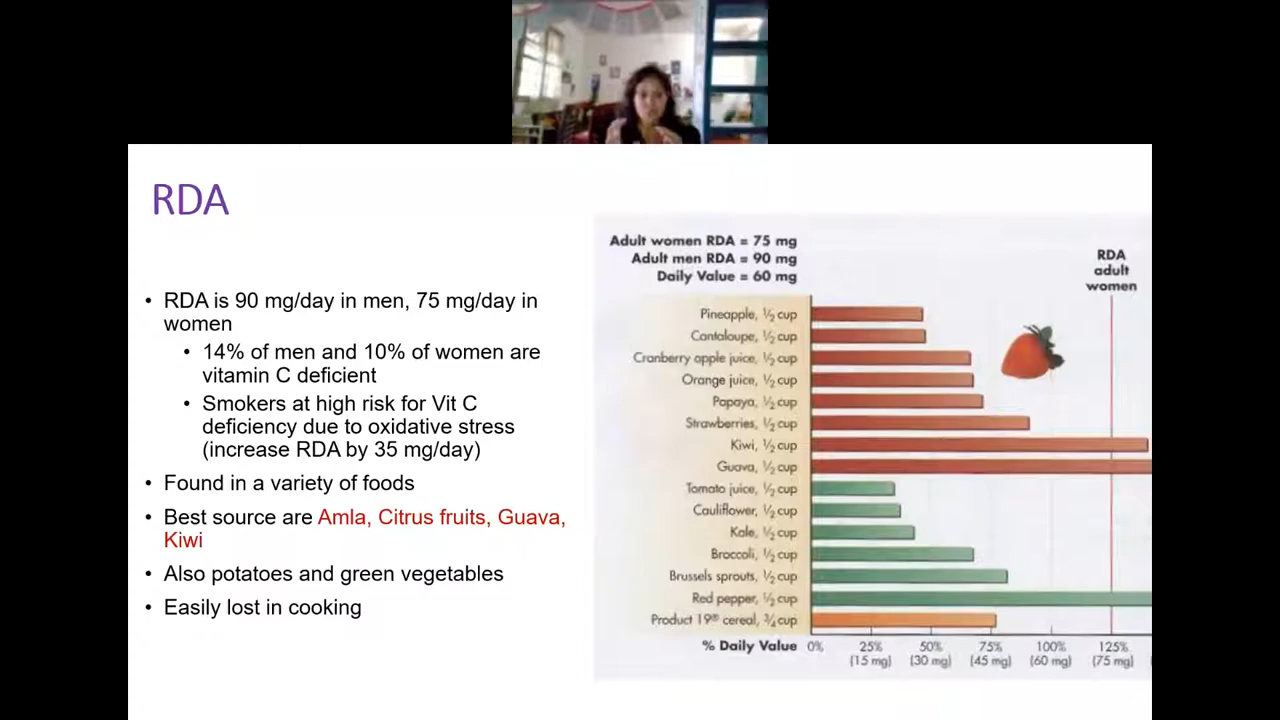 RDA
• RDA is 90 mg/day in men, 75 mg/day in
women
• 14% of men and 10% of women are
vitamin C deficient
• Smokers at high risk for Vit C
deficiency due to oxidative stress
(increase RDA by 35 mg/day)
• Found in a variety of foods
• Best source are Amla, Citrus fruits, Guava,
Kiwi
• Also potatoes and green vegetables
• Easily lost in cooking
Adult women RDA = 75 mg
Adult men RDA = 90 mg
Daily Value = 60 mg
RDA
adult
women
Pineapple, ½ cup
Cantaloupe, ½ cup
Cranberry apple juice, ½ cup
Orange juice, ½ cup
Papaya, ½ cup
Strawberries, ½ cup
Kiwi, ½ cup
Guava, ½ cup
Tomato juice, ½ cup
Cauliflower, ½ cup
Kale, ½ cup
Broccoli, ½ cup
Brussels sprouts, ½ cup
Red pepper, ½ cup
Product 19® cereal, ¾ cup
% Daily Value 0% 25% 50% 75% 100% 125%
(15 mg) (30 mg) (45 mg) (60 mg) (75 mg)